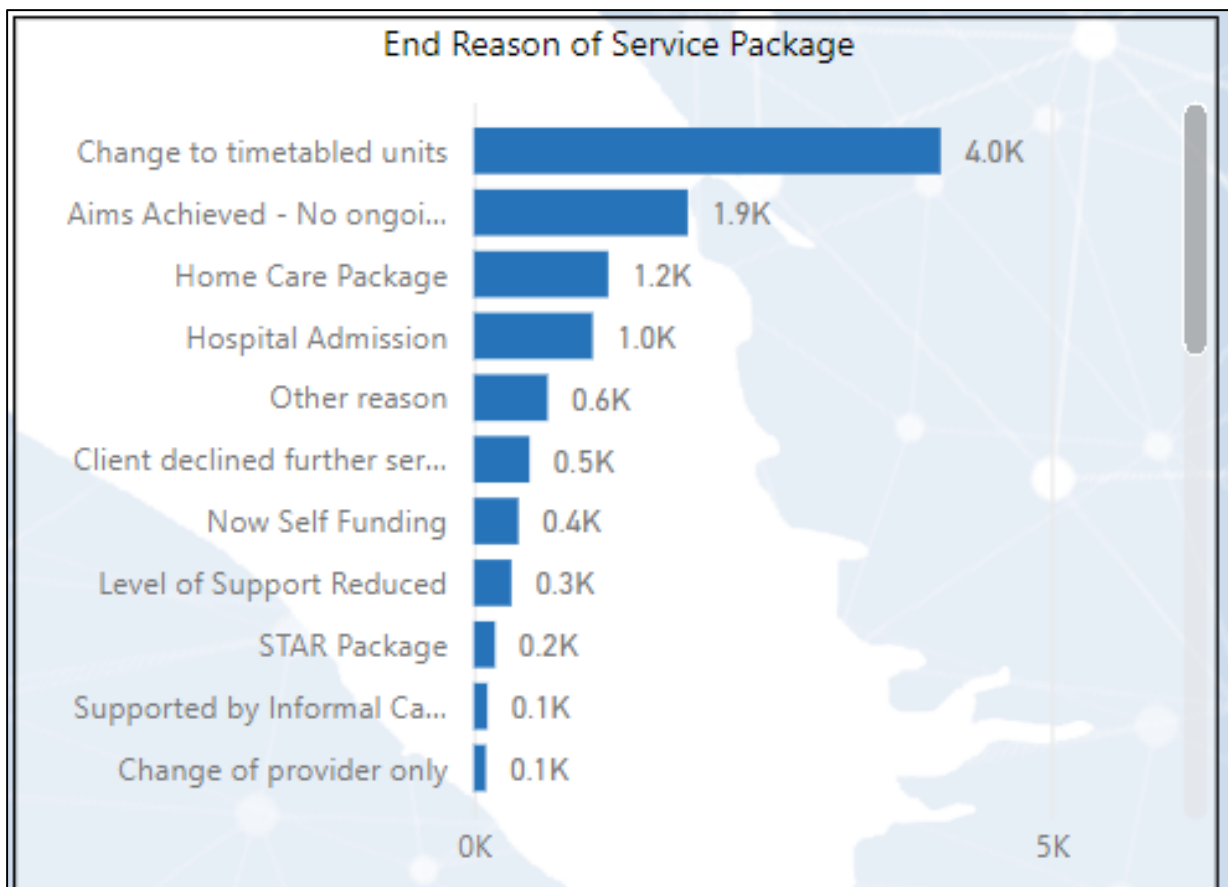 End Reason of Service Package
Change to timetabled units 4.0K
Aims Achieved - No ongoi... 1.9K
Home Care Package 1.2K
Hospital Admission 1.0K
Other reason 0.6K
Client declined further ser... 0.5K
Now Self Funding 0.4K
Level of Support Reduced 0.3K
STAR Package 0.2K
Supported by Informal Ca... 0.1K
Change of provider only 0.1K
0K 5K